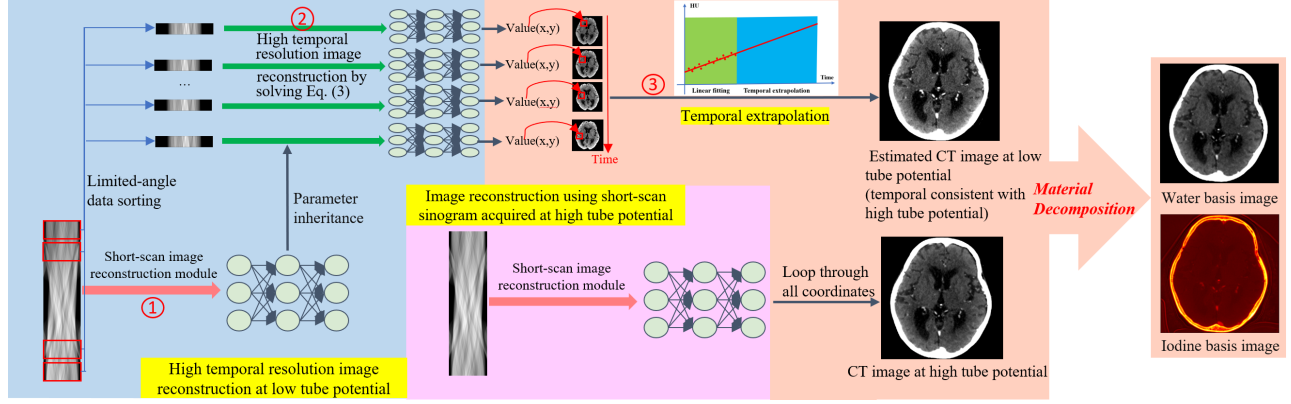 ②
High temporal
resolution image
reconstruction by
solving Eq. (3)
...
Value(x,y)
Value(x,y)
Value(x,y)
Value(x,y)
Time
HU
Time
Linear fitting
Temporal extrapolation
③
Temporal extrapolation
Estimated CT image at low
tube potential
(temporal consistent with
high tube potential)
Material
Decomposition
Water basis image
Iodine basis image
Limited-angle
data sorting
Parameter
inheritance
Short-scan image
reconstruction module
①
High temporal resolution image
reconstruction at low tube potential
Image reconstruction using short-scan
sinogram acquired at high tube potential
Short-scan image
reconstruction module
Loop through
all coordinates
CT image at high tube potential